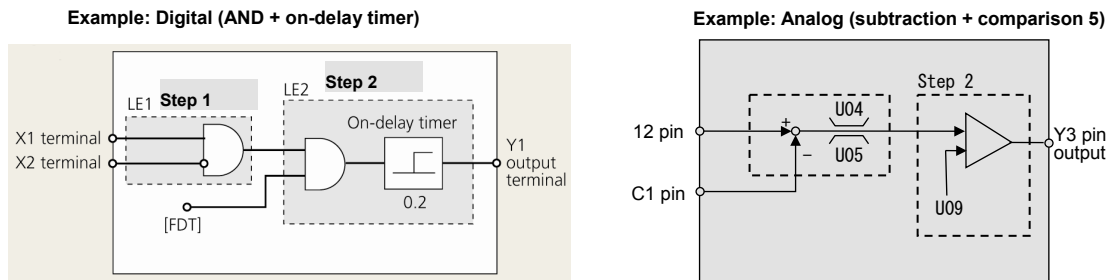 Example: Digital (AND + on-delay timer)
LE1 Step 1
LE2 Step 2
X1 terminal
X2 terminal
[FDT]
On-delay timer
0.2
Y1
output
terminal
Example: Analog (subtraction + comparison 5)
12 pin
C1 pin
+
−
U04
U05
Step 2
U09
Y3 pin
output